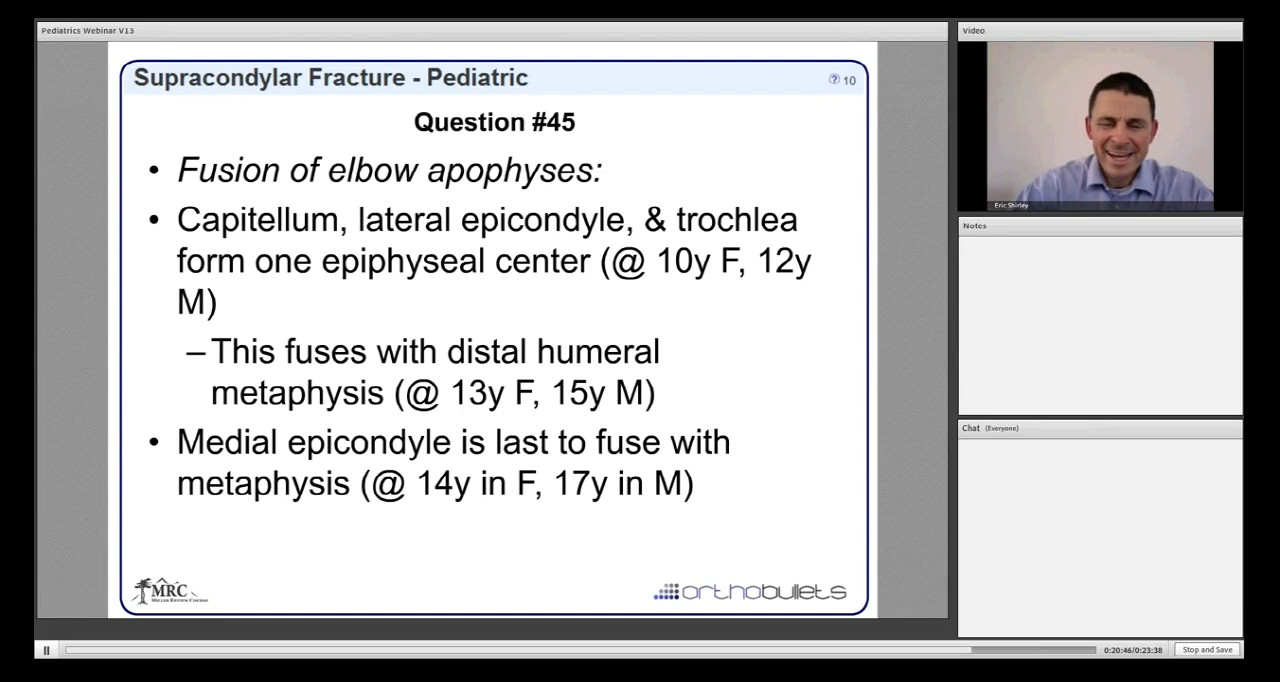 Pediatrics Webinar V13
Supracondylar Fracture - Pediatric
? 10
Question #45
• Fusion of elbow apophyses:
• Capitellum, lateral epicondyle, & trochlea
form one epiphyseal center (@ 10y F, 12y
M)
– This fuses with distal humeral
metaphysis (@ 13y F, 15y M)
• Medial epicondyle is last to fuse with
metaphysis (@ 14y in F, 17y in M)
MRC
MILLER REVIEW COURSE
orthobullets
Video
Eric Shirley
Notes
Chat (Everyone)
0:20:46/0:23:38
Stop and Save